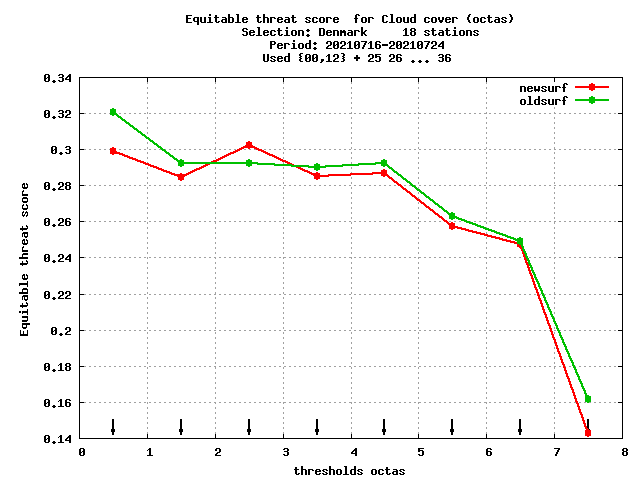 Equitable threat score  for Cloud cover (octas)
Selection: Denmark     18 stations
Period: 20210716-20210724
Used {00,12} + 25 26 ... 36
newsurf
oldsurf
0.34
0.32
0.3
0.28
0.26
0.24
0.22
0.2
0.18
0.16
0.14
Equitable threat score
0 1 2 3 4 5 6 7 8
thresholds octas